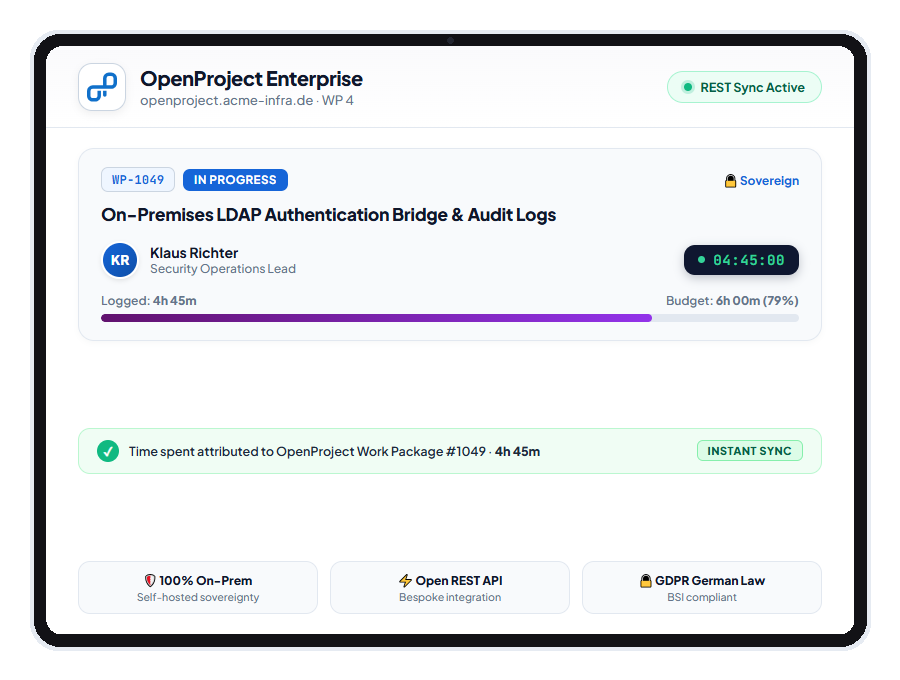 OpenProject Enterprise
openproject.acme-infra.de · WP 4
REST Sync Active
WP-1049
IN PROGRESS
Sovereign
On-Premises LDAP Authentication Bridge & Audit Logs
KR
Klaus Richter
Security Operations Lead
04:45:00
Logged: 4h 45m
Budget: 6h 00m (79%)
Time spent attributed to OpenProject Work Package #1049 · 4h 45m
INSTANT SYNC
100% On-Prem
Self-hosted sovereignty
Open REST API
Bespoke integration
GDPR German Law
BSI compliant